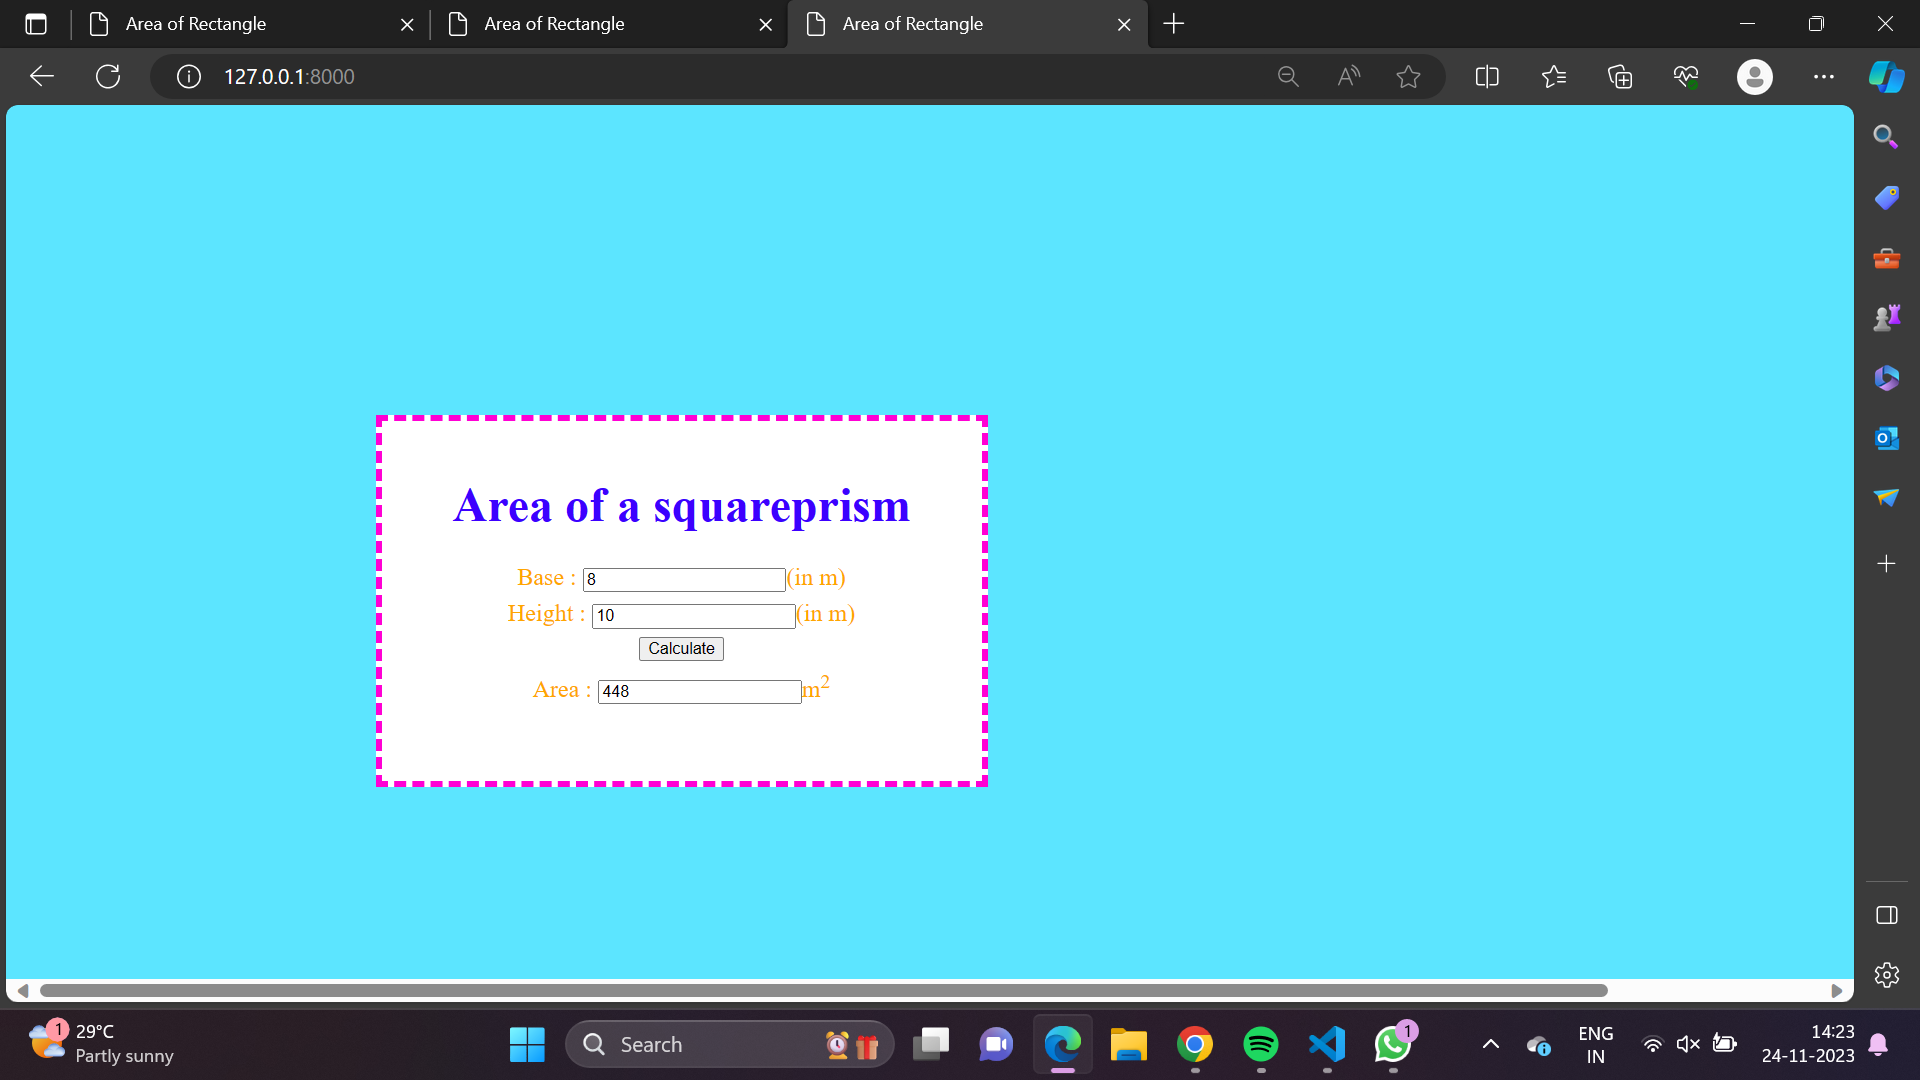 Area of Rectangle
Area of Rectangle
Area of Rectangle
127.0.0.1:8000
Area of a squareprism
Base : 8 (in m)
Height : 10 (in m)
Calculate
Area : 448 m²
1
29°C
Partly sunny
Search
1
ENG
IN
14:23
24-11-2023